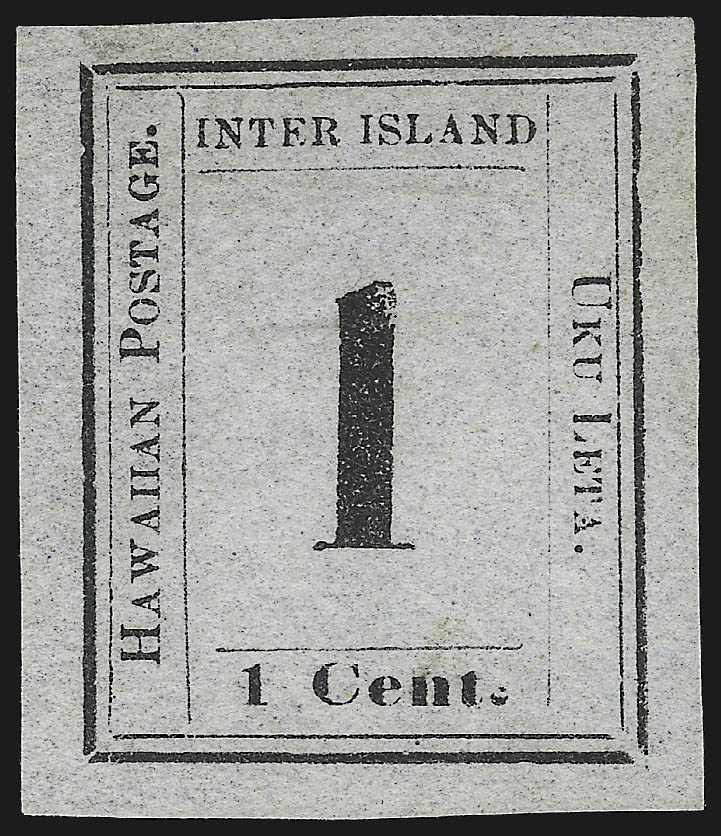 INTER ISLAND
HAWAIIAN POSTAGE.
1
UKU LETA.
1 Cent.